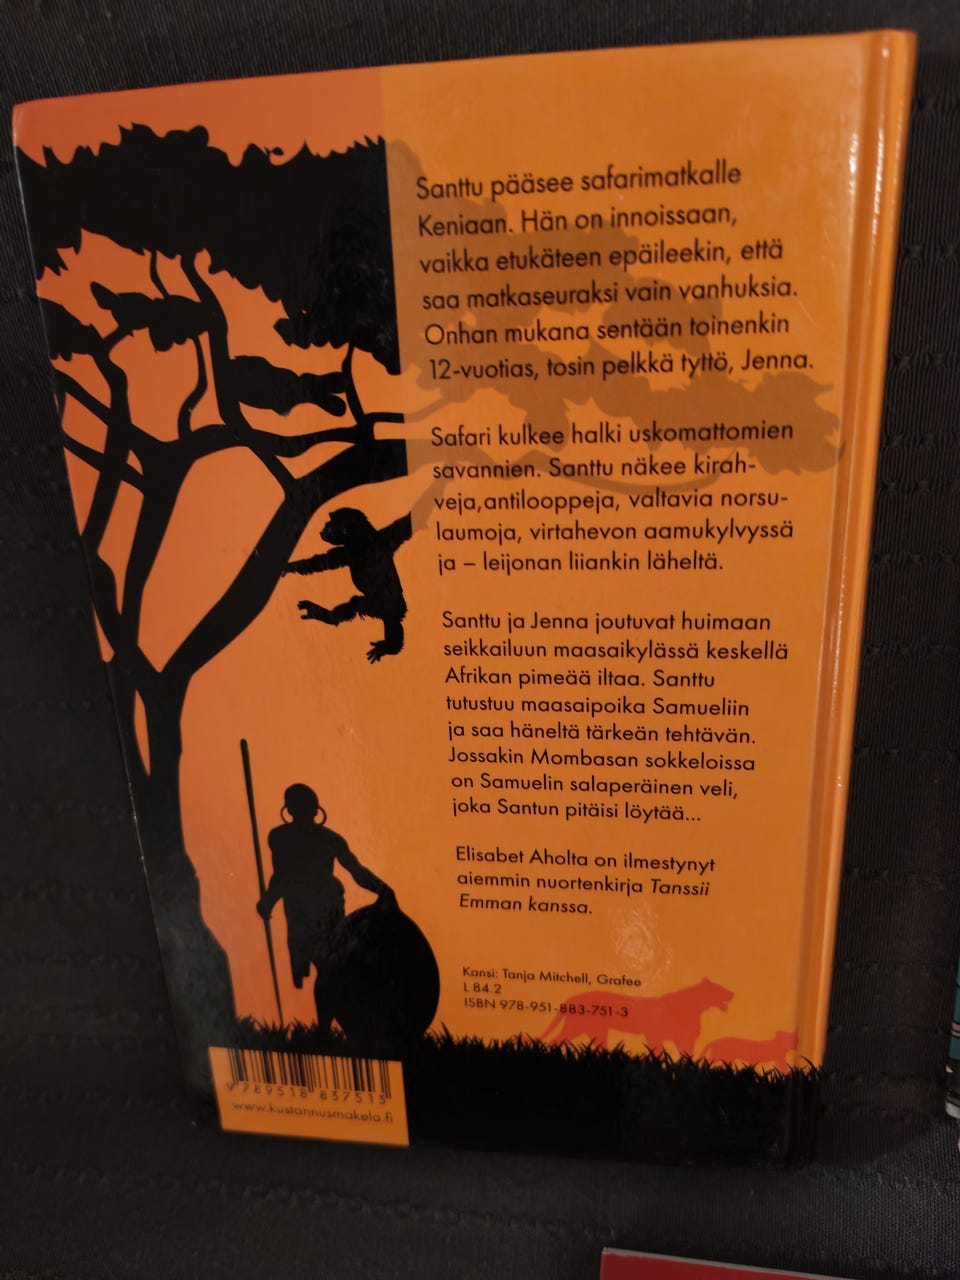 Santtu pääsee safarimatkalle
Keniaan. Hän on innoissaan,
vaikka etukäteen epäileekin, että
saa matkaseuraksi vain vanhuksia.
Onhan mukana sentään toinenkin
12-vuotias, tosin pelkkä tyttö, Jenna.
Safari kulkee halki uskomattomien
savannien. Santtu näkee kirah-
veja,antilooppeja, valtavia norsu-
laumoja, virtahevon aamukylvyssä
ja – leijonan liiankin läheltä.
Santtu ja Jenna joutuvat huimaan
seikkailuun maasaikylässä keskellä
Afrikan pimeää iltaa. Santtu
tutustuu maasaipoika Samueliin
ja saa häneltä tärkeän tehtävän.
Jossakin Mombasan sokkeloissa
on Samuelin salaperäinen veli,
joka Santun pitäisi löytää...
Elisabet Aholta on ilmestynyt
aiemmin nuortenkirja Tanssii
Emman kanssa.
Kansi: Tanja Mitchell, Grafee
L 84.2
ISBN 978-951-883-751-3
9 789518 837513
www.kustannusmakela.fi